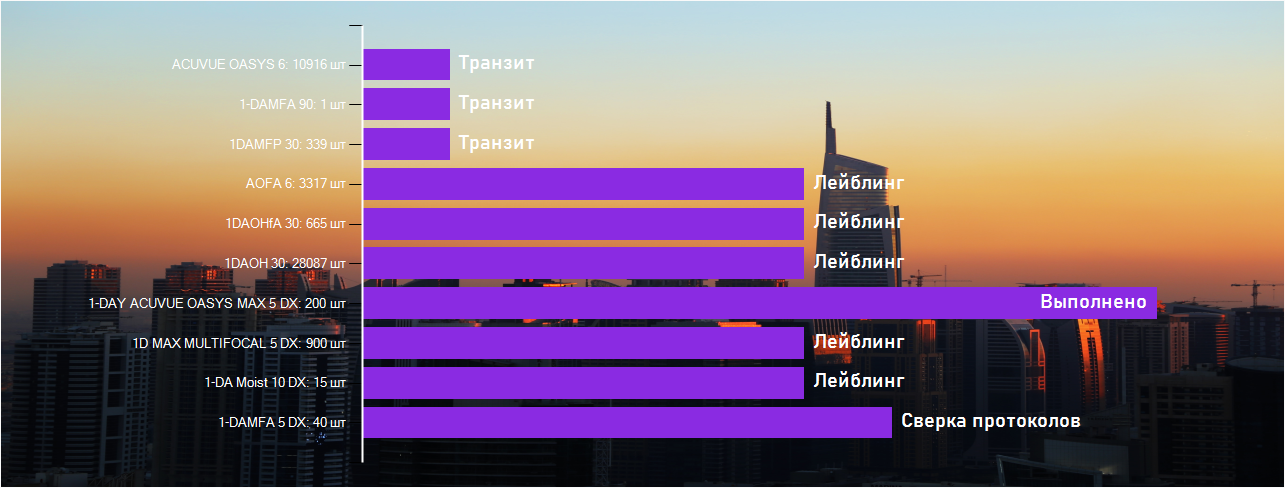 ACUVUE OASYS 6: 10916 шт Транзит
1-DAMFA 90: 1 шт Транзит
1DAMFP 30: 339 шт Транзит
AOFA 6: 3317 шт Лейблинг
1DAOHfA 30: 665 шт Лейблинг
1DAOH 30: 28087 шт Лейблинг
1-DAY ACUVUE OASYS MAX 5 DX: 200 шт Выполнено
1D MAX MULTIFOCAL 5 DX: 900 шт Лейблинг
1-DA Moist 10 DX: 15 шт Лейблинг
1-DAMFA 5 DX: 40 шт Сверка протоколов